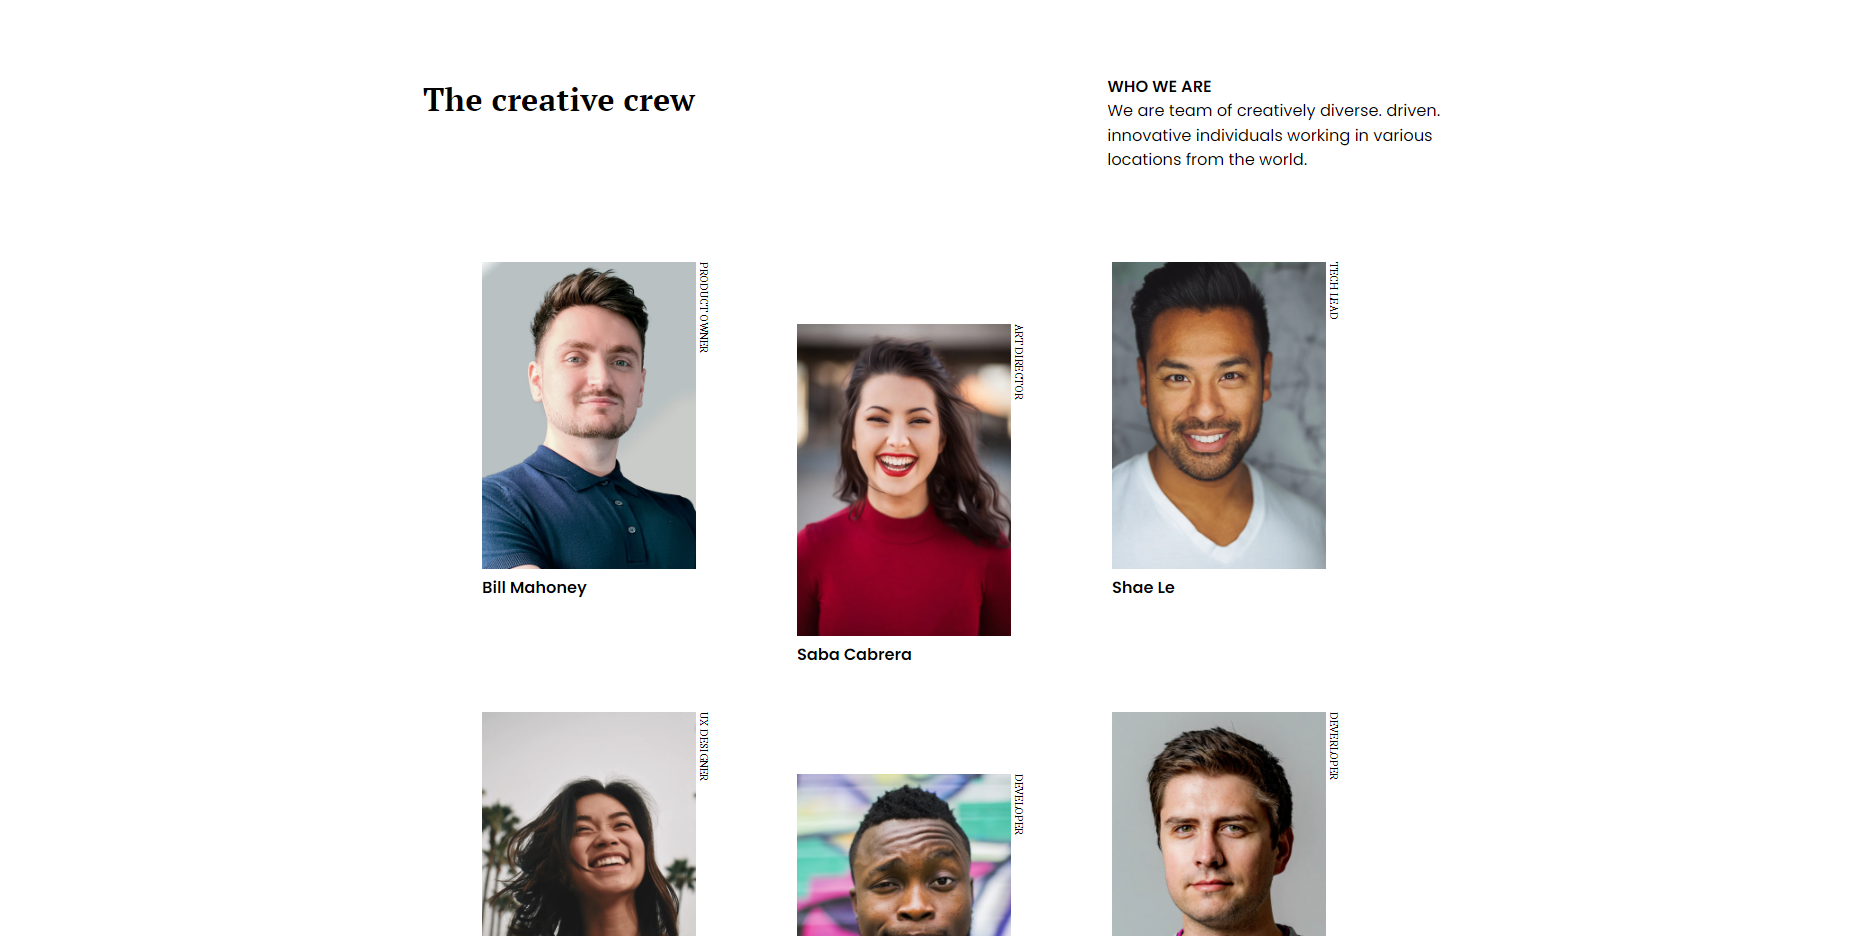 The creative crew
WHO WE ARE
We are team of creatively diverse. driven.
innovative individuals working in various
locations from the world.
PRODUCT OWNER
Bill Mahoney
ART DIRECTOR
Saba Cabrera
TECH LEAD
Shae Le
UX DESIGNER
DEVELOPER
DEVERLOPER